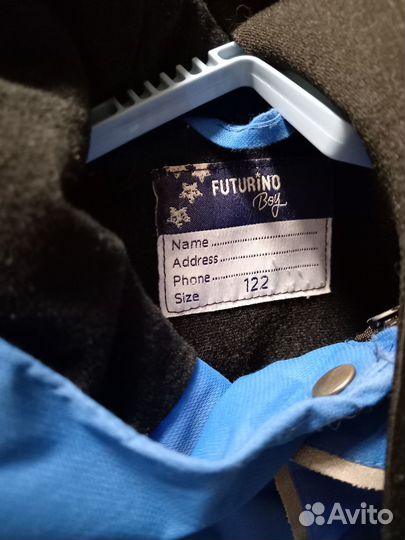 FUTURINO
Boy
Name
Address
Phone
Size 122
Avito